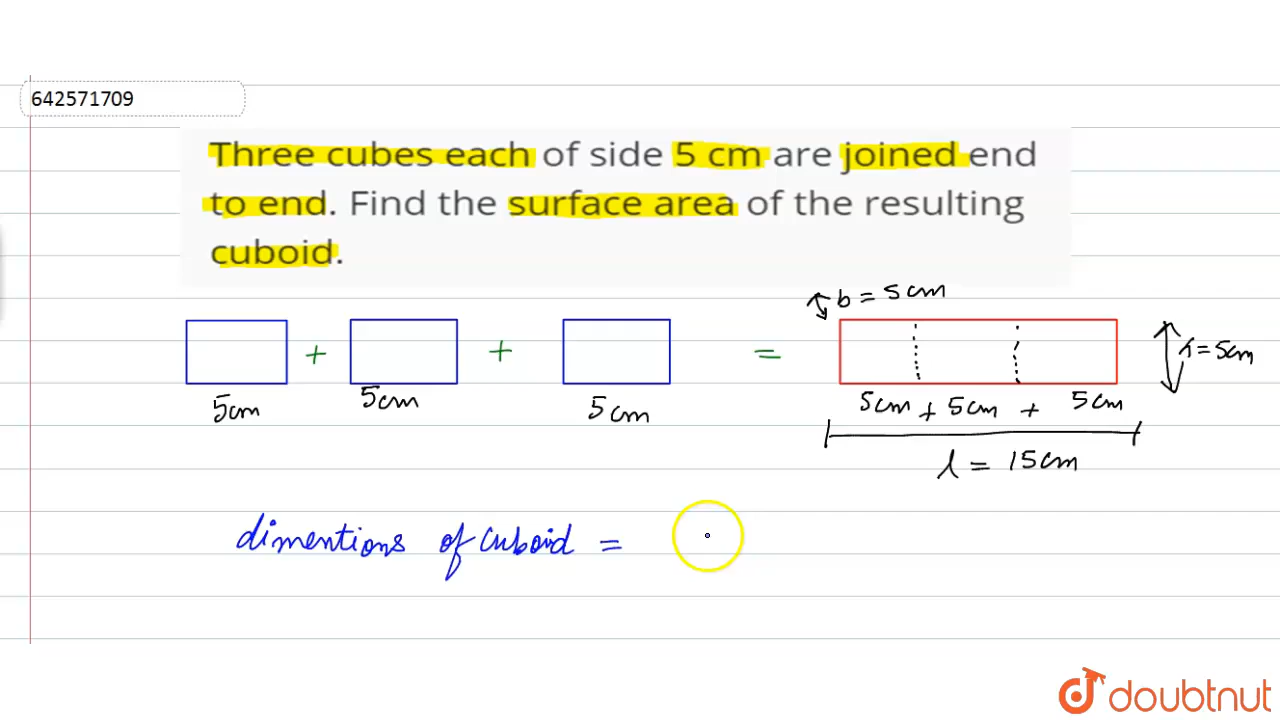 642571709
Three cubes each of side 5 cm are joined end
to end. Find the surface area of the resulting
cuboid.
b = 5cm
+ + =
h=5cm
5cm 5cm 5cm
5cm + 5cm + 5cm
l = 15cm
dimentions of cuboid =
doubtnut